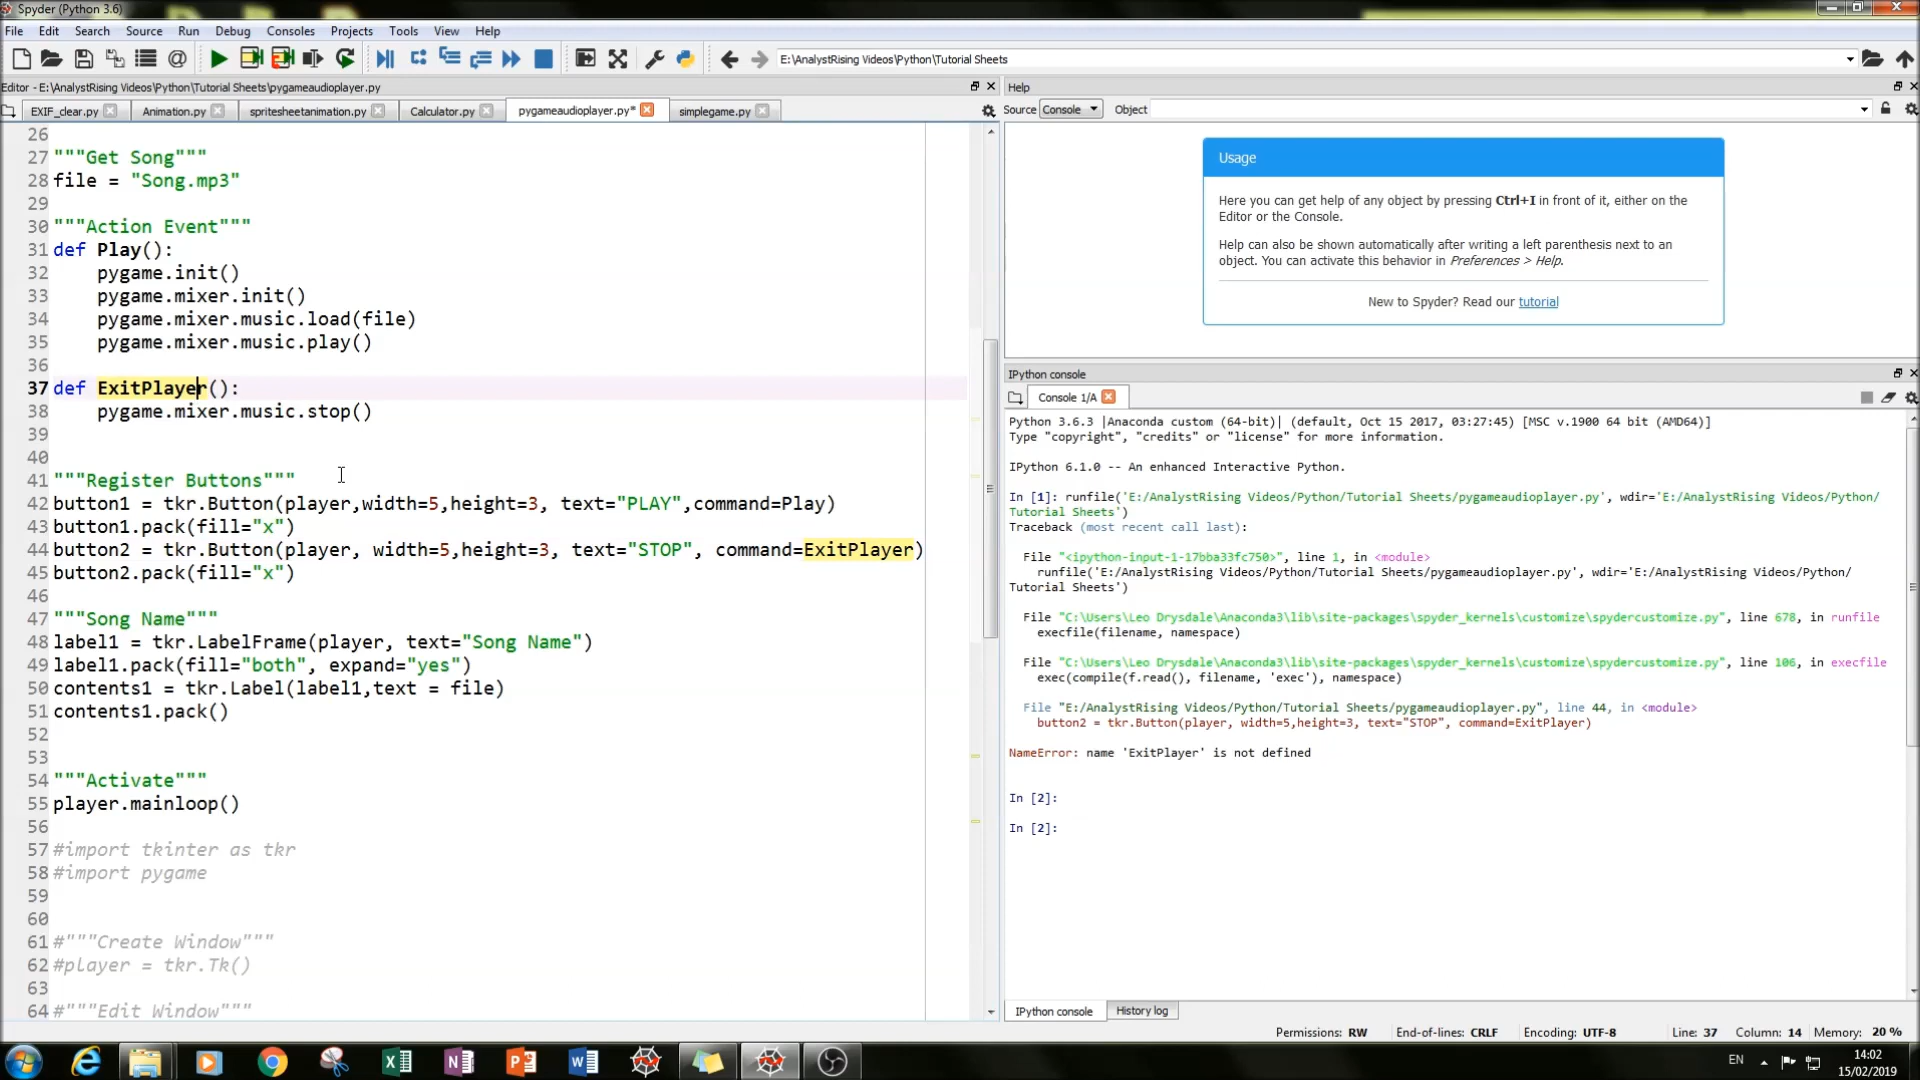 Spyder (Python 3.6)
File Edit Search Source Run Debug Consoles Projects Tools View Help
E:\AnalystRising Videos\Python\Tutorial Sheets
Editor - E:\AnalystRising Videos\Python\Tutorial Sheets\pygameaudioplayer.py
EXIF_clear.py Animation.py spritesheetanimation.py Calculator.py pygameaudioplayer.py* simplegame.py
26
27 """Get Song"""
28 file = "Song.mp3"
29
30 """Action Event"""
31 def Play():
32     pygame.init()
33     pygame.mixer.init()
34     pygame.mixer.music.load(file)
35     pygame.mixer.music.play()
36
37 def ExitPlayer():
38     pygame.mixer.music.stop()
39
40
41 """Register Buttons"""
42 button1 = tkr.Button(player,width=5,height=3, text="PLAY",command=Play)
43 button1.pack(fill="x")
44 button2 = tkr.Button(player, width=5,height=3, text="STOP", command=ExitPlayer)
45 button2.pack(fill="x")
46
47 """Song Name"""
48 label1 = tkr.LabelFrame(player, text="Song Name")
49 label1.pack(fill="both", expand="yes")
50 contents1 = tkr.Label(label1,text = file)
51 contents1.pack()
52
53
54 """Activate"""
55 player.mainloop()
56
57 #import tkinter as tkr
58 #import pygame
59
60
61 #"""Create Window"""
62 #player = tkr.Tk()
63
64 #"""Edit Window"""
Help
Source Console Object
Usage
Here you can get help of any object by pressing Ctrl+I in front of it, either on the
Editor or the Console.
Help can also be shown automatically after writing a left parenthesis next to an
object. You can activate this behavior in Preferences > Help.
New to Spyder? Read our tutorial
IPython console
Console 1/A
Python 3.6.3 |Anaconda custom (64-bit)| (default, Oct 15 2017, 03:27:45) [MSC v.1900 64 bit (AMD64)]
Type "copyright", "credits" or "license" for more information.
IPython 6.1.0 -- An enhanced Interactive Python.
In [1]: runfile('E:/AnalystRising Videos/Python/Tutorial Sheets/pygameaudioplayer.py', wdir='E:/AnalystRising Videos/Python/
Tutorial Sheets')
Traceback (most recent call last):
File "<ipython-input-1-17bba33fc750>", line 1, in <module>
runfile('E:/AnalystRising Videos/Python/Tutorial Sheets/pygameaudioplayer.py', wdir='E:/AnalystRising Videos/Python/
Tutorial Sheets')
File "C:\Users\Leo Drysdale\Anaconda3\lib\site-packages\spyder_kernels\customize\spydercustomize.py", line 678, in runfile
execfile(filename, namespace)
File "C:\Users\Leo Drysdale\Anaconda3\lib\site-packages\spyder_kernels\customize\spydercustomize.py", line 106, in execfile
exec(compile(f.read(), filename, 'exec'), namespace)
File "E:/AnalystRising Videos/Python/Tutorial Sheets/pygameaudioplayer.py", line 44, in <module>
button2 = tkr.Button(player, width=5,height=3, text="STOP", command=ExitPlayer)
NameError: name 'ExitPlayer' is not defined
In [2]:
In [2]:
IPython console History log
Permissions: RW End-of-lines: CRLF Encoding: UTF-8 Line: 37 Column: 14 Memory: 20 %
EN 14:02
15/02/2019